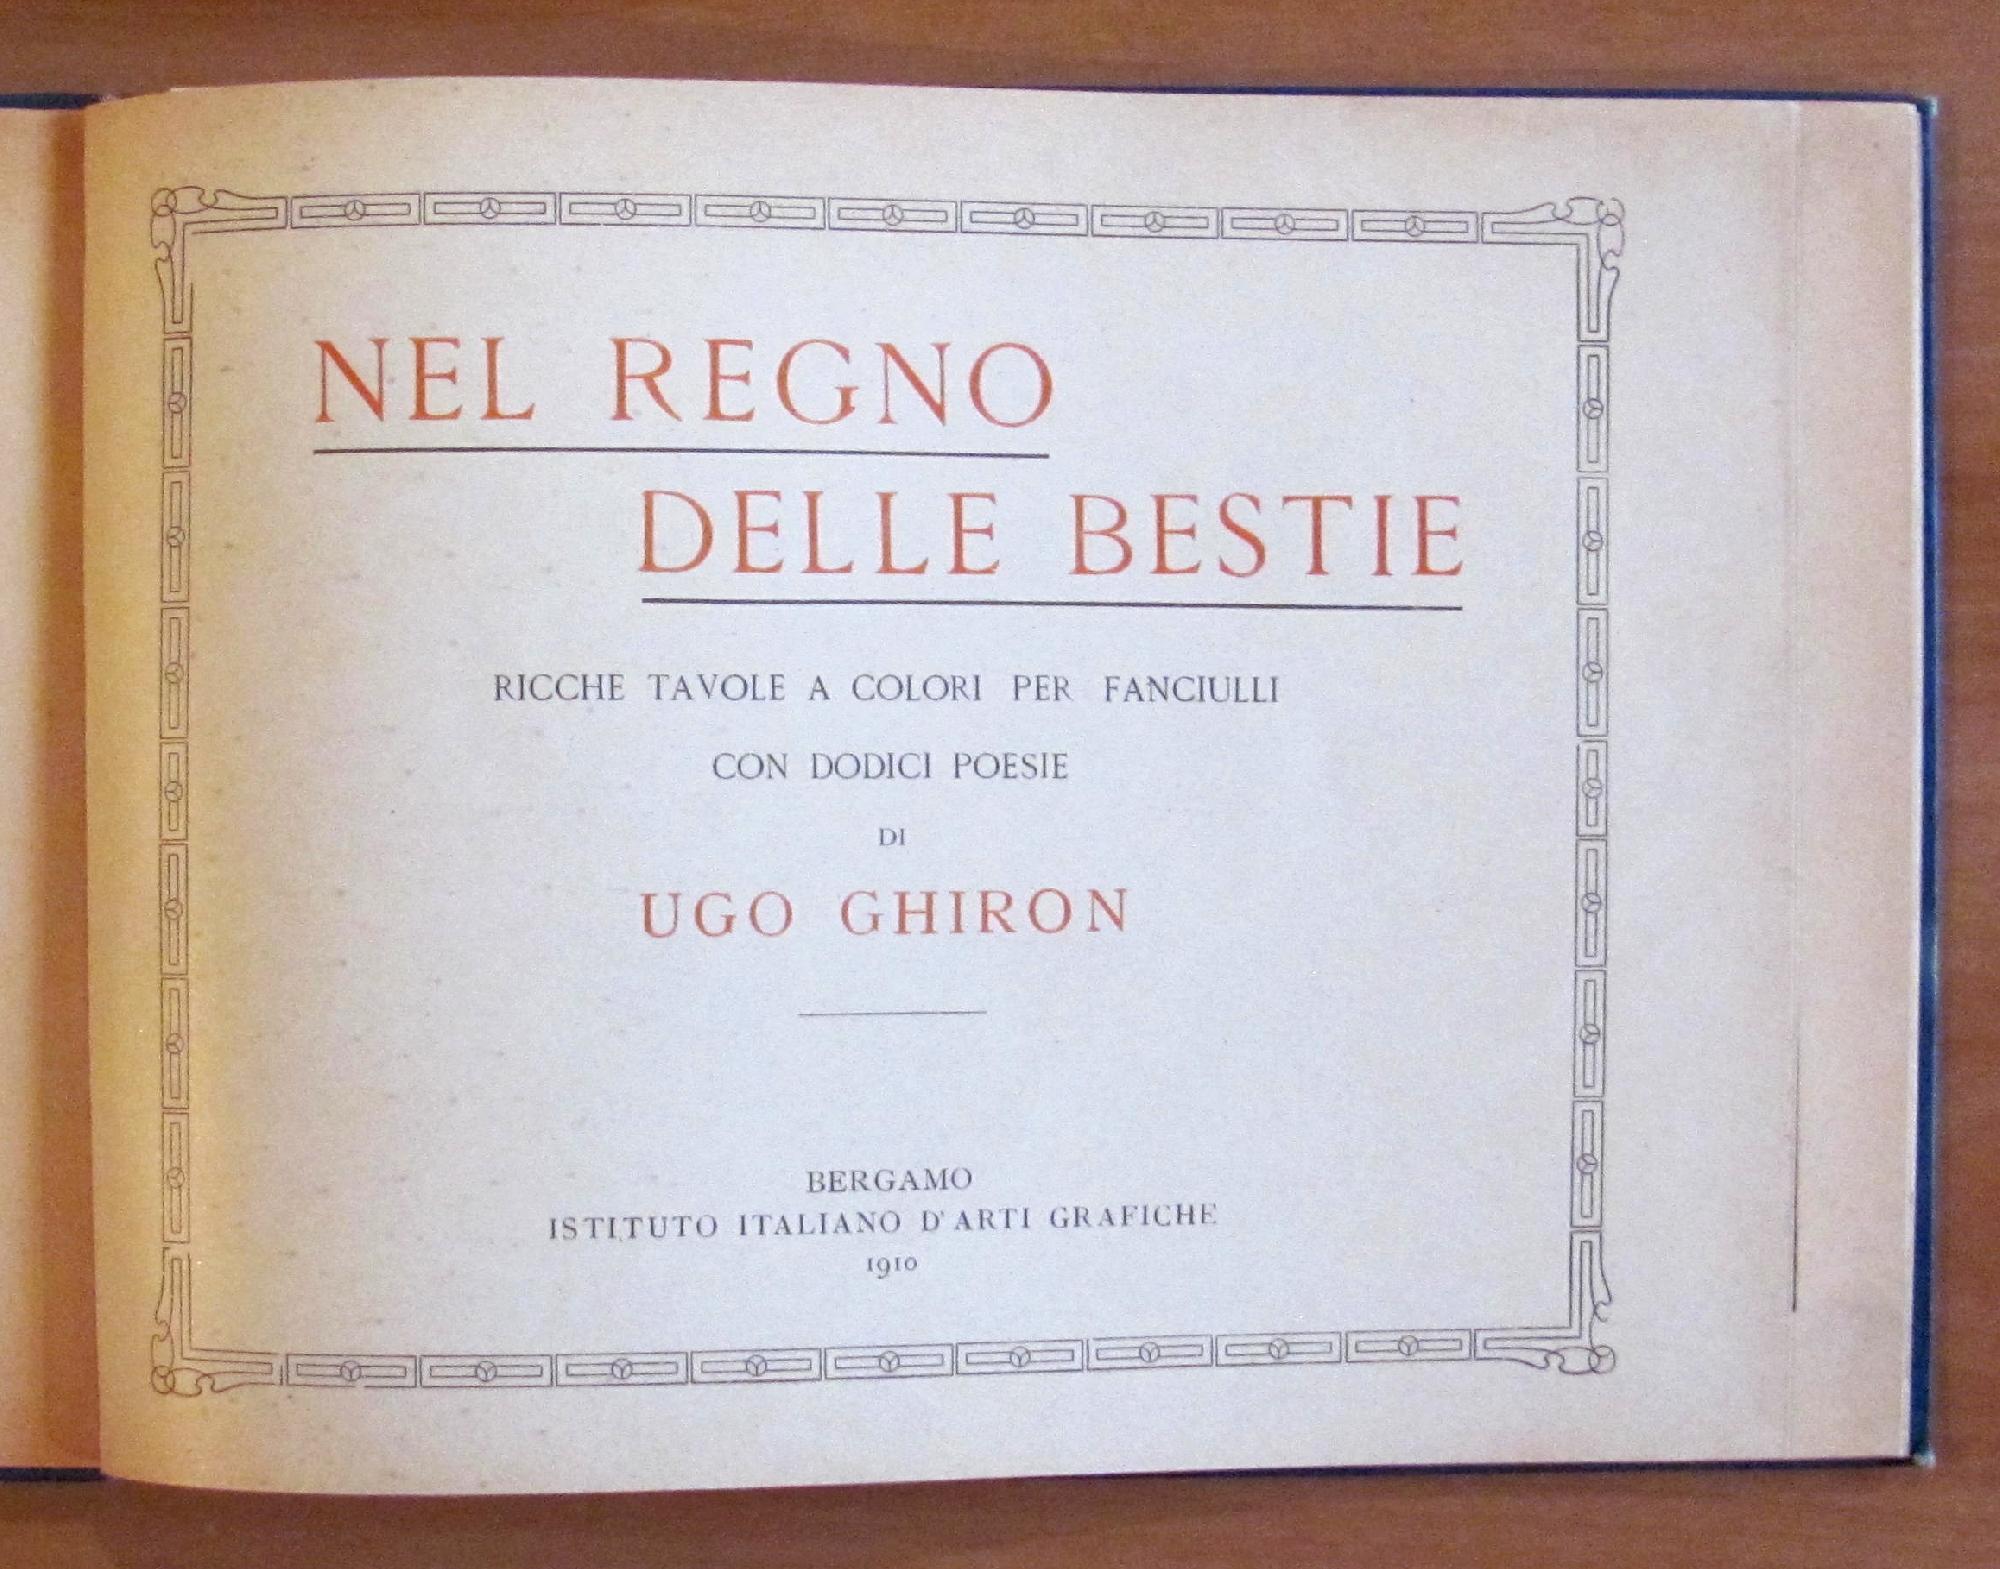 NEL REGNO
DELLE BESTIE
RICCHE TAVOLE A COLORI PER FANCIULLI
CON DODICI POESIE
DI
UGO GHIRON
BERGAMO
ISTITUTO ITALIANO D'ARTI GRAFICHE
1910